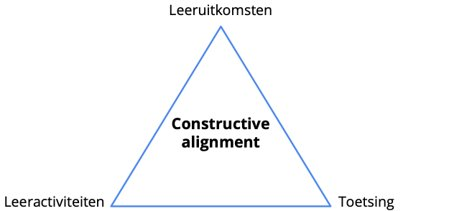 Leeruitkomsten
Constructive
alignment
Leeractiviteiten
Toetsing